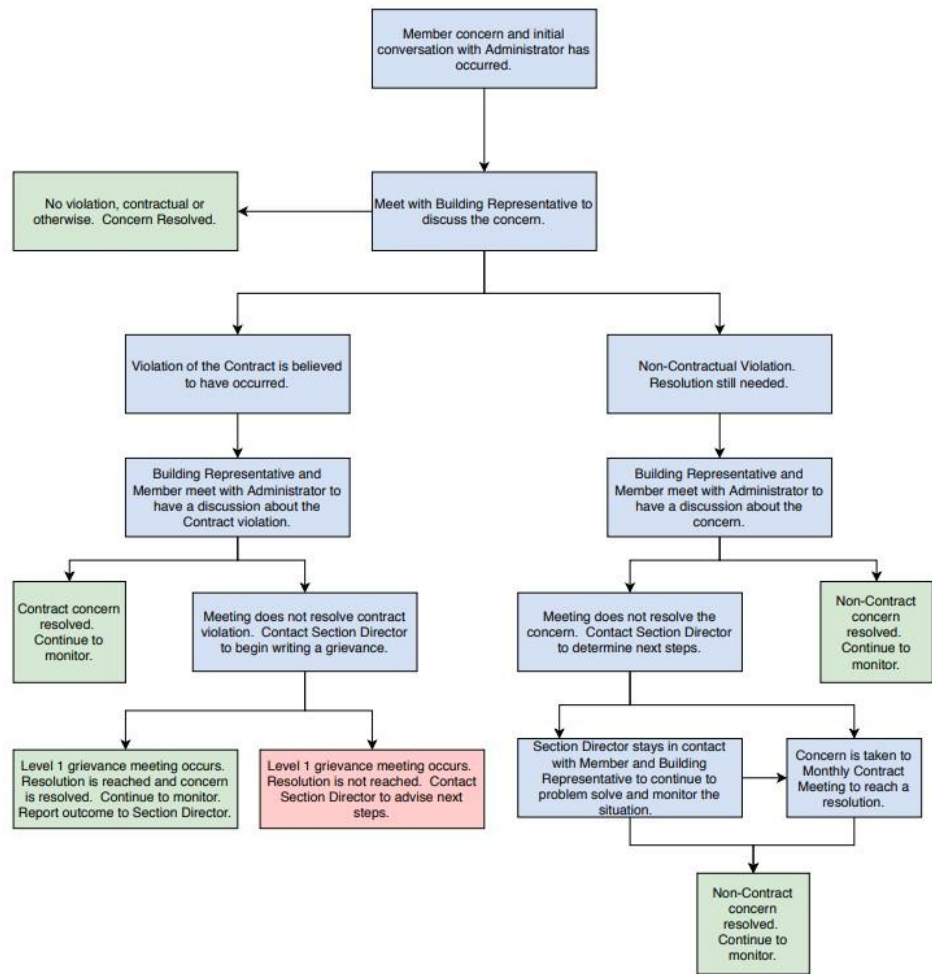 Member concern and initial
conversation with Administrator has
occurred.
No violation, contractual or
otherwise.  Concern Resolved.
Meet with Building Representative to
discuss the concern.
Violation of the Contract is believed
to have occurred.
Non-Contractual Violation.
Resolution still needed.
Building Representative and
Member meet with Administrator to
have a discussion about the
Contract violation.
Building Representative and
Member meet with Administrator to
have a discussion about the
concern.
Contract concern
resolved.
Continue to
monitor.
Meeting does not resolve contract
violation.  Contact Section Director
to begin writing a grievance.
Meeting does not resolve the
concern.  Contact Section Director
to determine next steps.
Non-Contract
concern
resolved.
Continue to
monitor.
Level 1 grievance meeting occurs.
Resolution is reached and concern
is resolved.  Continue to monitor.
Report outcome to Section Director.
Level 1 grievance meeting occurs.
Resolution is not reached.  Contact
Section Director to advise next
steps.
Section Director stays in contact
with Member and Building
Representative to continue to
problem solve and monitor the
situation.
Concern is taken to
Monthly Contract
Meeting to reach a
resolution.
Non-Contract
concern
resolved.
Continue to
monitor.